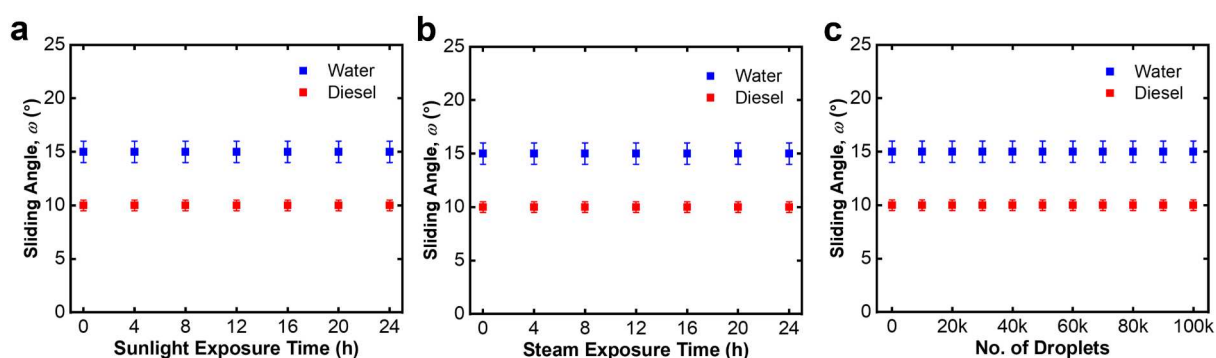 a
25
20
15
10
5
0
Sliding Angle, ω (°)
Water
Diesel
0 4 8 12 16 20 24
Sunlight Exposure Time (h)
b
25
20
15
10
5
0
Sliding Angle, ω (°)
Water
Diesel
0 4 8 12 16 20 24
Steam Exposure Time (h)
c
25
20
15
10
5
0
Sliding Angle, ω (°)
Water
Diesel
0 20k 40k 60k 80k 100k
No. of Droplets